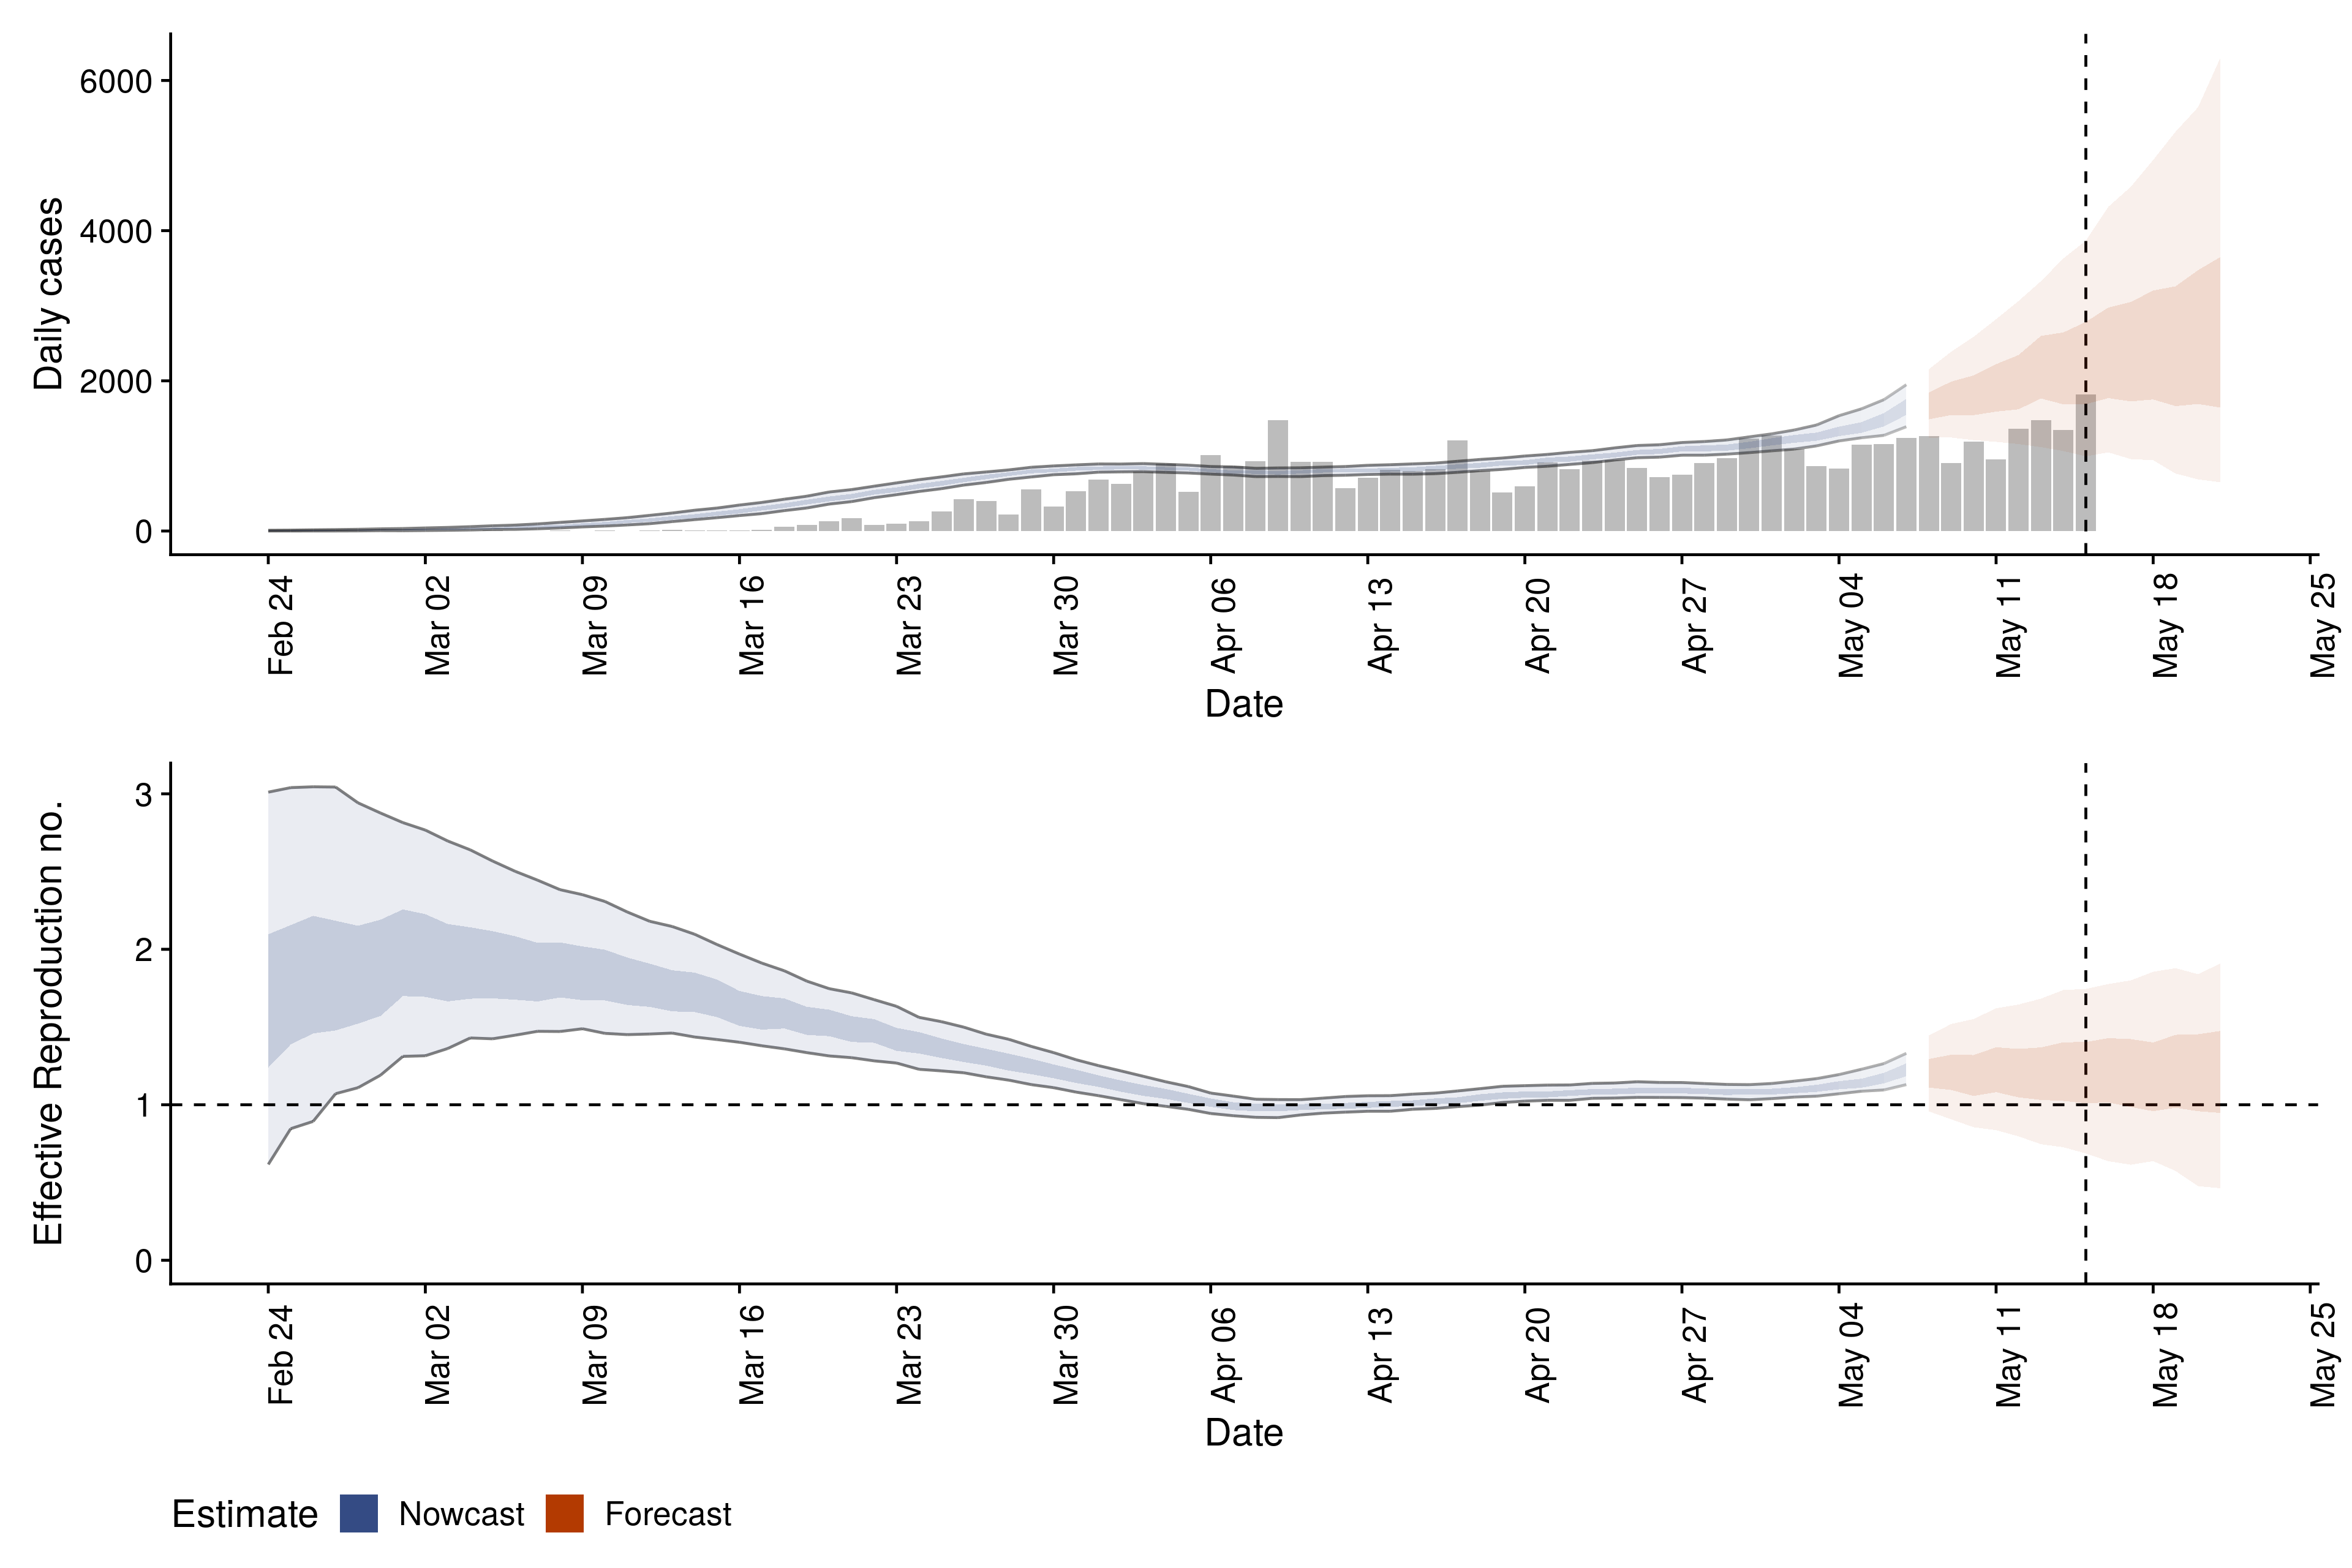 Daily cases
6000
4000
2000
0
Feb 24
Mar 02
Mar 09
Mar 16
Mar 23
Mar 30
Apr 06
Apr 13
Apr 20
Apr 27
May 04
May 11
May 18
May 25
Date
Effective Reproduction no.
3
2
1
0
Feb 24
Mar 02
Mar 09
Mar 16
Mar 23
Mar 30
Apr 06
Apr 13
Apr 20
Apr 27
May 04
May 11
May 18
May 25
Date
Estimate Nowcast Forecast